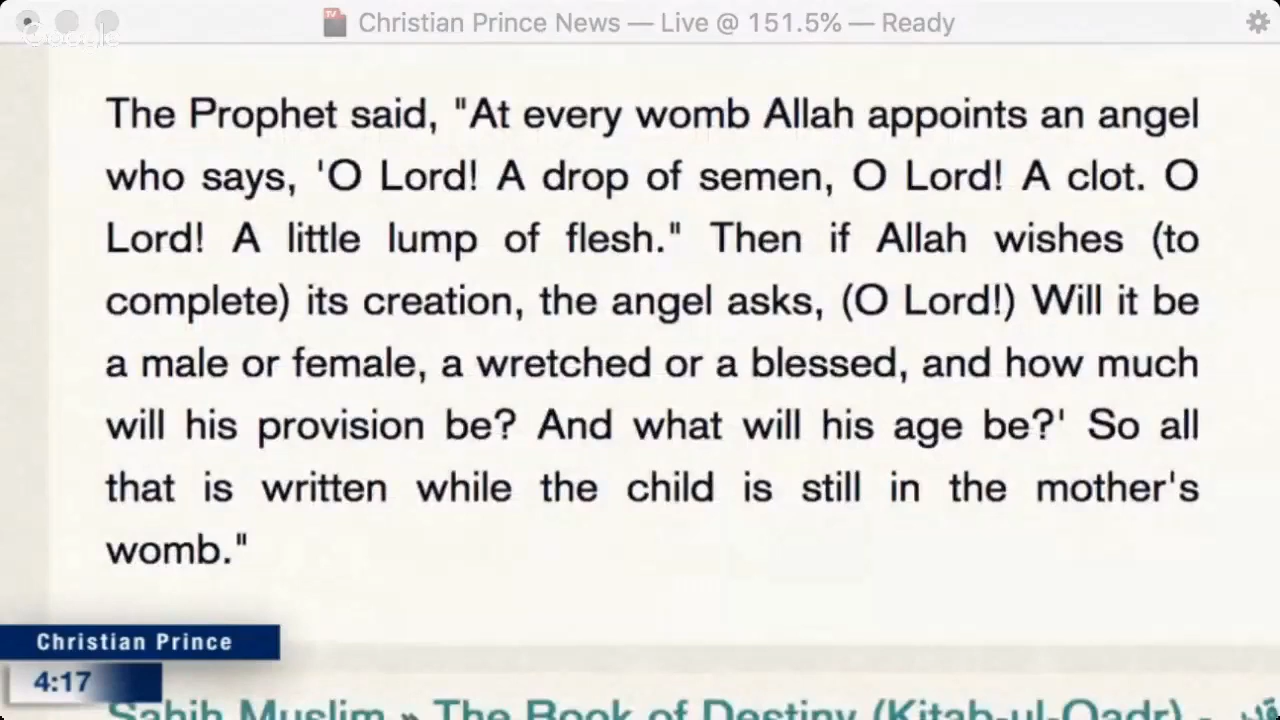 Google
TV
Christian Prince News — Live @ 151.5% — Ready
The Prophet said, "At every womb Allah appoints an angel
who says, 'O Lord! A drop of semen, O Lord! A clot. O
Lord! A little lump of flesh." Then if Allah wishes (to
complete) its creation, the angel asks, (O Lord!) Will it be
a male or female, a wretched or a blessed, and how much
will his provision be? And what will his age be?' So all
that is written while the child is still in the mother's
womb."
Christian Prince
4:17
Sahih Muslim » The Book of Destiny (Kitab-ul-Qadr) -